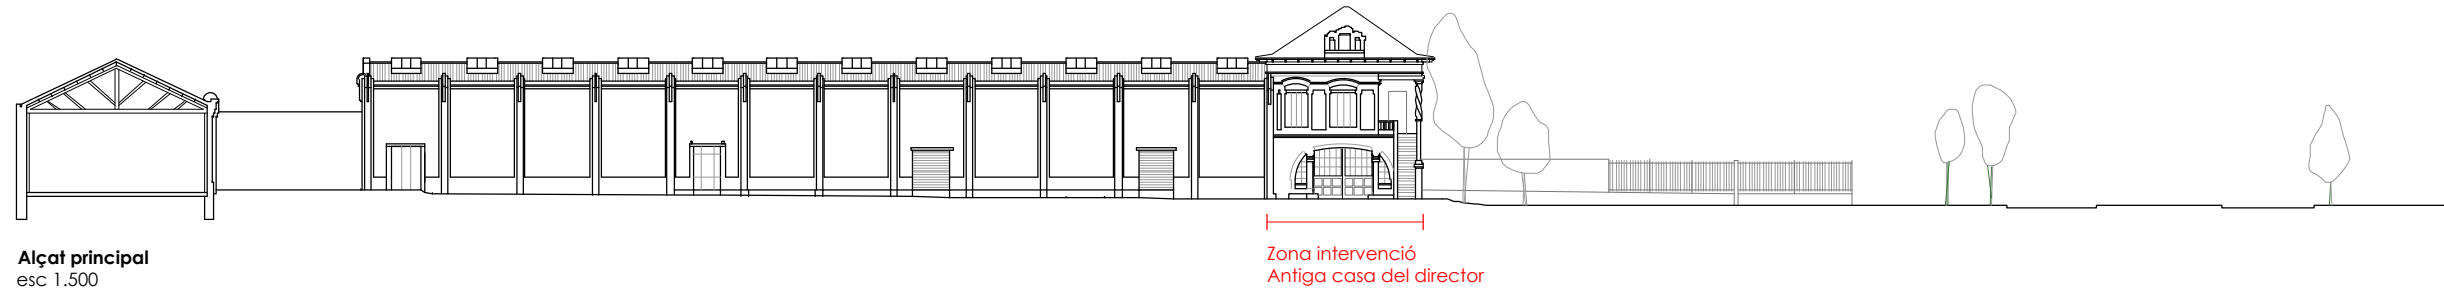 Alçat principal
esc 1.500
Zona intervenció
Antiga casa del director